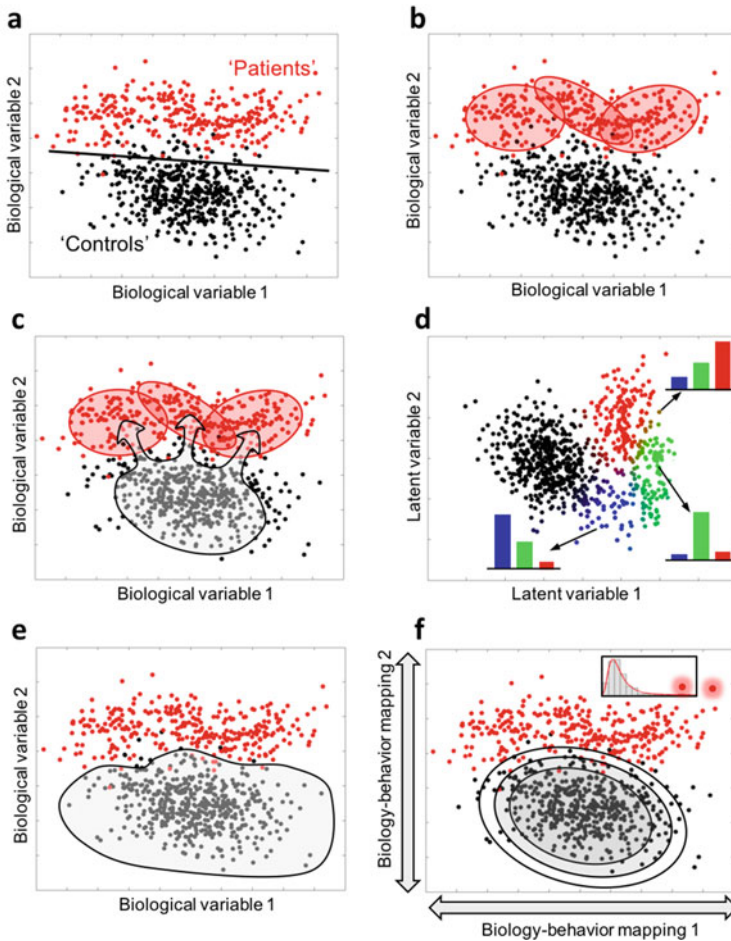 a
'Patients'
'Controls'
Biological variable 2
Biological variable 1
b
Biological variable 2
Biological variable 1
c
Biological variable 2
Biological variable 1
d
Latent variable 2
Latent variable 1
e
Biological variable 2
Biological variable 1
f
Biology-behavior mapping 2
Biology-behavior mapping 1